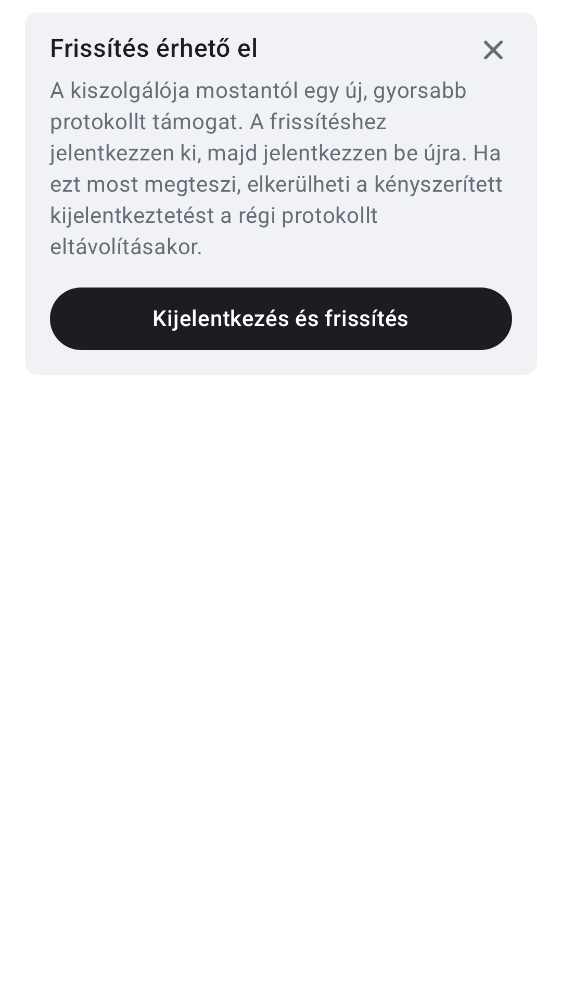 Frissítés érhető el
A kiszolgálója mostantól egy új, gyorsabb
protokollt támogat. A frissítéshez
jelentkezzen ki, majd jelentkezzen be újra. Ha
ezt most megteszi, elkerülheti a kényszerített
kijelentkeztetést a régi protokollt
eltávolításakor.
Kijelentkezés és frissítés